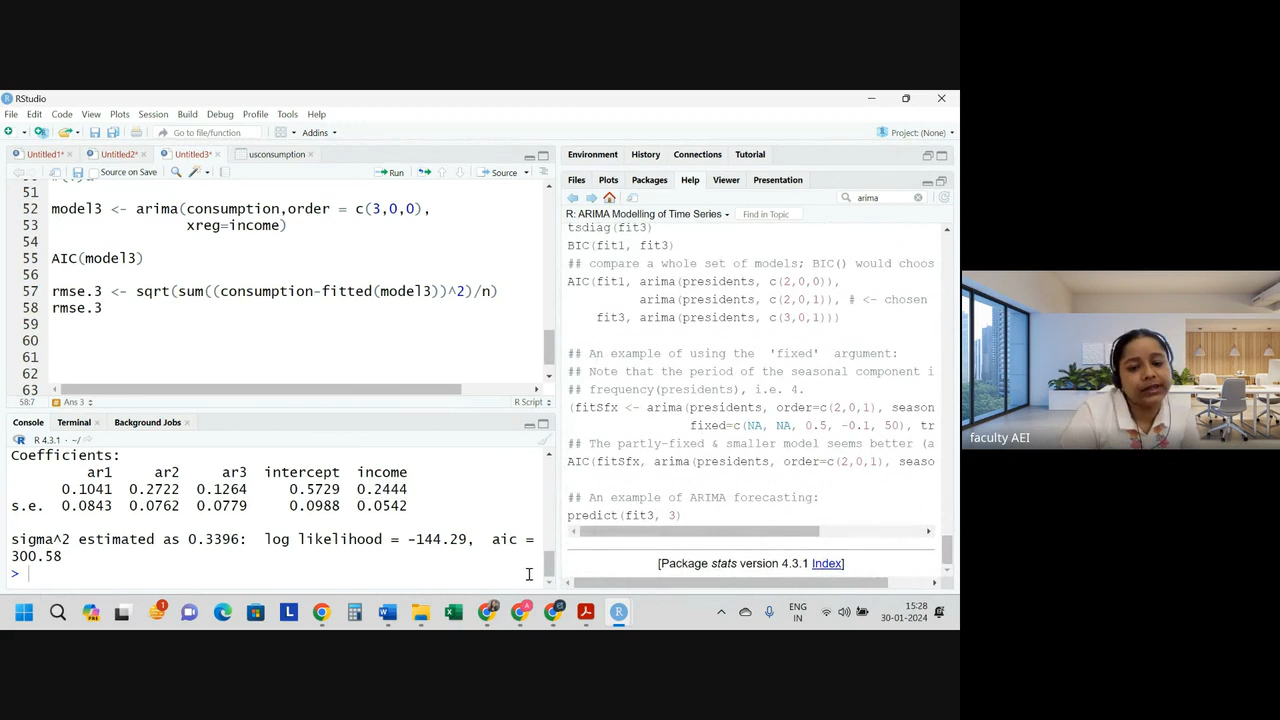 RStudio
File Edit Code View Plots Session Build Debug Profile Tools Help
Go to file/function Addins Project: (None)
Untitled1* Untitled2* Untitled3* usconsumption
Source on Save Run Source
51
52 model3 <- arima(consumption,order = c(3,0,0),
53 xreg=income)
54
55 AIC(model3)
56
57 rmse.3 <- sqrt(sum((consumption-fitted(model3))^2)/n)
58 rmse.3
59
60
61
62
63
58:7 Ans 3 R Script
Console Terminal Background Jobs
R 4.3.1 · ~/
Coefficients:
ar1 ar2 ar3 intercept income
0.1041 0.2722 0.1264 0.5729 0.2444
s.e. 0.0843 0.0762 0.0779 0.0988 0.0542
sigma^2 estimated as 0.3396: log likelihood = -144.29, aic =
300.58
>
Environment History Connections Tutorial
Files Plots Packages Help Viewer Presentation
arima
R: ARIMA Modelling of Time Series Find in Topic
tsdiag(fit3)
BIC(fit1, fit3)
## compare a whole set of models; BIC() would choos
AIC(fit1, arima(presidents, c(2,0,0)),
arima(presidents, c(2,0,1)), # <- chosen
fit3, arima(presidents, c(3,0,1)))
## An example of using the 'fixed' argument:
## Note that the period of the seasonal component i
## frequency(presidents), i.e. 4.
(fitSfx <- arima(presidents, order=c(2,0,1), season
fixed=c(NA, NA, 0.5, -0.1, 50), tr
## The partly-fixed & smaller model seems better (a
AIC(fitSfx, arima(presidents, order=c(2,0,1), seaso
## An example of ARIMA forecasting:
predict(fit3, 3)
[Package stats version 4.3.1 Index]
faculty AEI
ENG
IN
15:28
30-01-2024